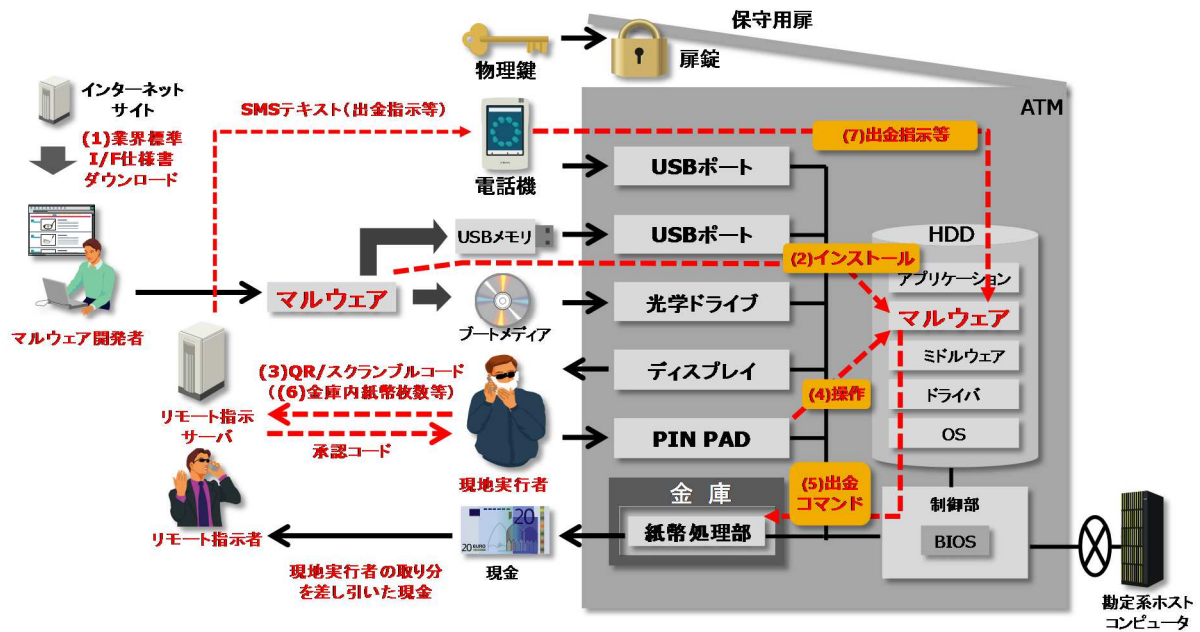 保守用扉
物理鍵
扉錠
ATM
インターネット
サイト
(1)業界標準
I/F仕様書
ダウンロード
SMSテキスト(出金指示等)
電話機
(7)出金指示等
USBポート
USBメモリ
USBポート
HDD
(2)インストール
アプリケーション
マルウェア
マルウェア開発者
ブートメディア
光学ドライブ
マルウェア
ミドルウェア
ドライバ
OS
(3)QR/スクランブルコード
((6)金庫内紙幣枚数等)
ディスプレイ
(4)操作
リモート指示
サーバ
承認コード
PIN PAD
現地実行者
リモート指示者
金庫
紙幣処理部
(5)出金
コマンド
制御部
BIOS
20
20 EURO
現金
現地実行者の取り分
を差し引いた現金
勘定系ホスト
コンピュータ